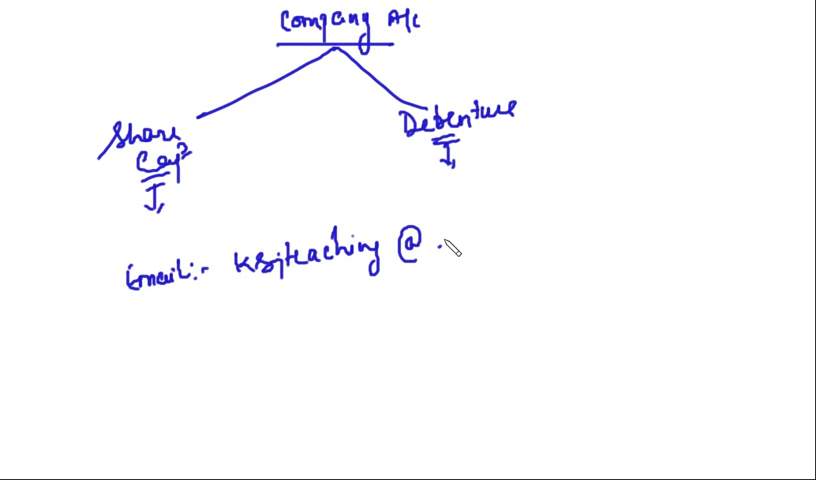 Company A/c
Share
Debenture
Cap
I,
I,
Email:- ksjteaching @ .